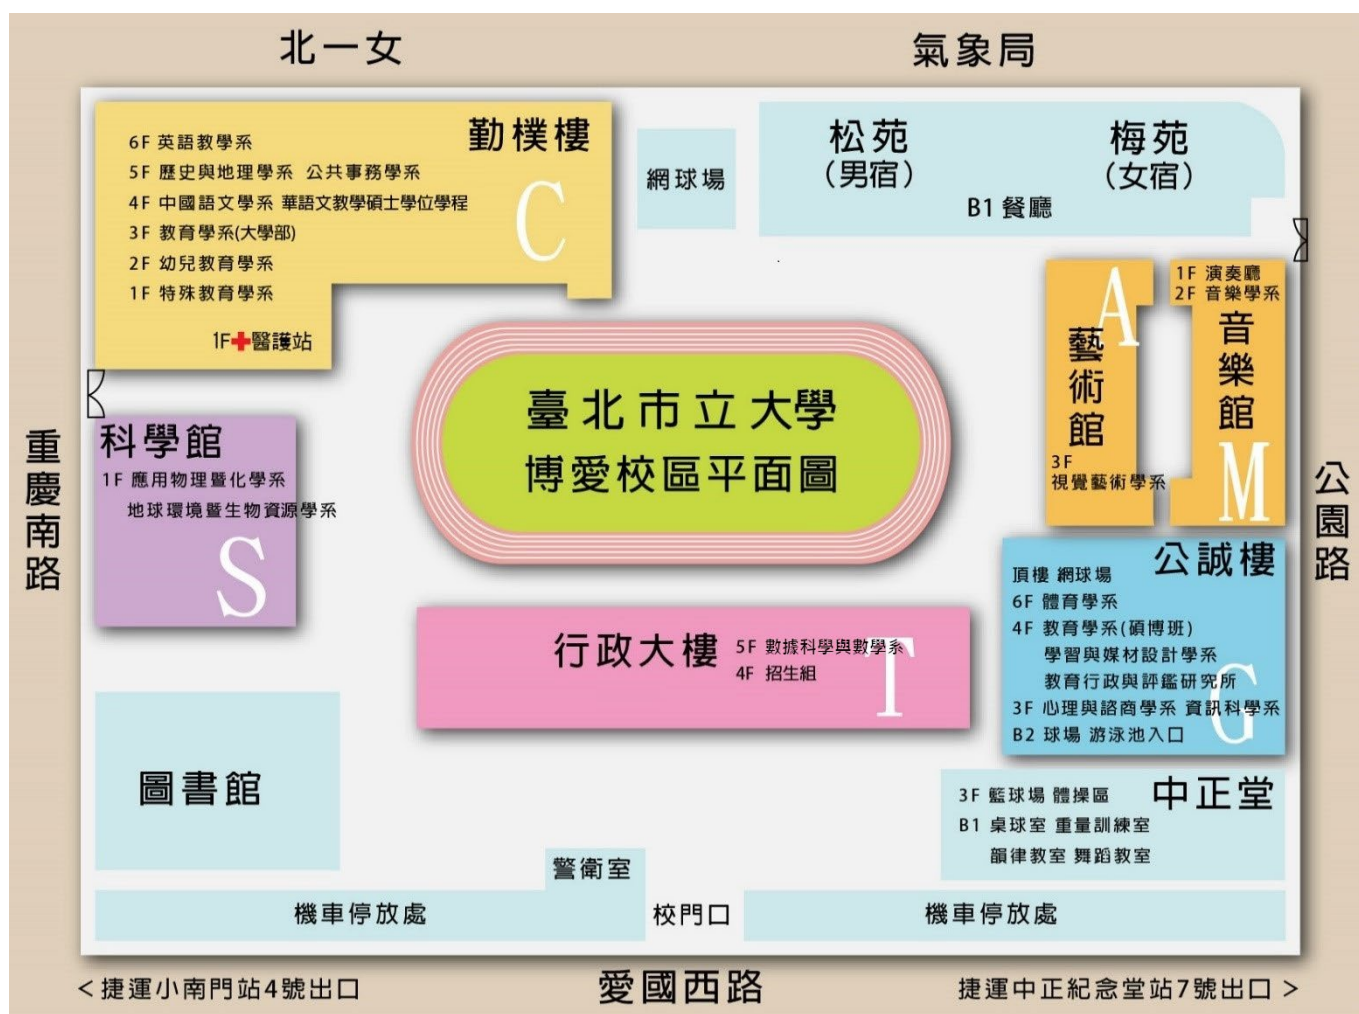 北一女
氣象局
勤樸樓
6F 英語教學系
5F 歷史與地理學系 公共事務學系
4F 中國語文學系 華語文教學碩士學位學程
3F 教育學系(大學部)
2F 幼兒教育學系
1F 特殊教育學系
C
1F 醫護站
網球場
松苑
(男宿)
梅苑
(女宿)
B1 餐廳
A
藝術館
3F
視覺藝術學系
1F 演奏廳
2F 音樂學系
音樂館
M
臺北市立大學
博愛校區平面圖
重慶南路
公園路
科學館
1F 應用物理暨化學系
地球環境暨生物資源學系
S
公誠樓
頂樓 網球場
6F 體育學系
4F 教育學系(碩博班)
學習與媒材設計學系
教育行政與評鑑研究所
3F 心理與諮商學系 資訊科學系
B2 球場 游泳池入口
G
行政大樓
5F 數據科學與數學系
4F 招生組
T
圖書館
中正堂
3F 籃球場 體操區
B1 桌球室 重量訓練室
韻律教室 舞蹈教室
警衛室
機車停放處
校門口
機車停放處
<捷運小南門站4號出口
愛國西路
捷運中正紀念堂站7號出口>